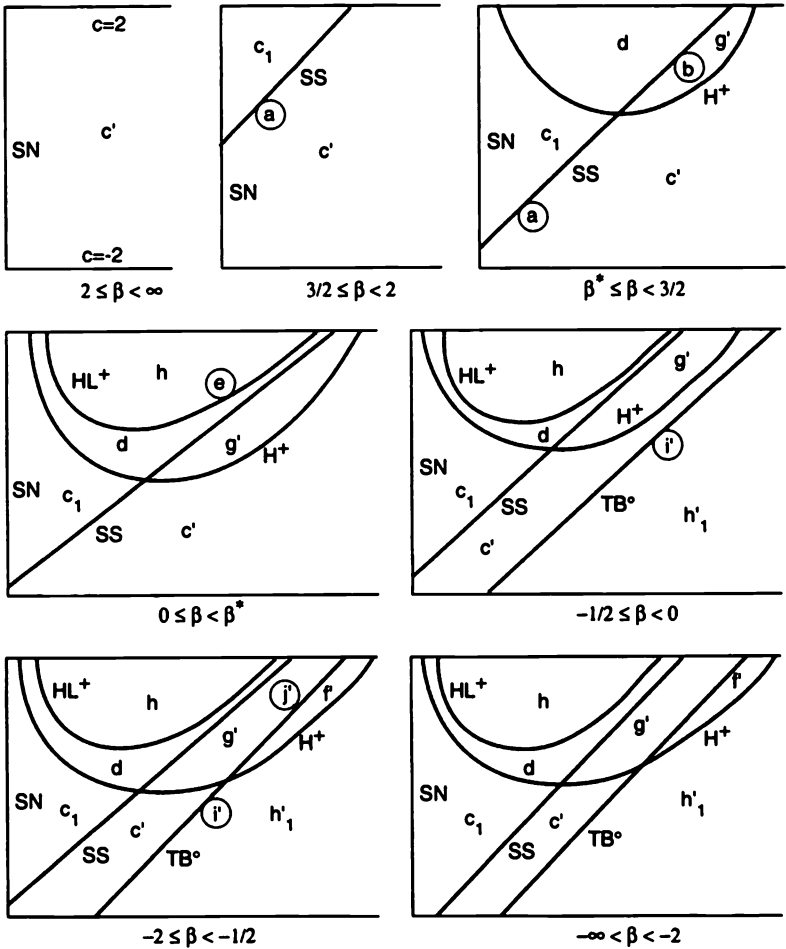 c=2
c'
SN
c=-2
2 ≤ β < ∞
c₁
SS
a
c'
SN
3/2 ≤ β < 2
d
g'
b
H⁺
SN
c₁
SS
c'
a
β* ≤ β < 3/2
HL⁺
h
e
d
g'
H⁺
SN
c₁
SS
c'
0 ≤ β < β*
HL⁺
h
g'
H⁺
d
i'
SN
c₁
SS
TB°
h'₁
c'
-1/2 ≤ β < 0
HL⁺
h
j'
f'
g'
H⁺
d
SN
c₁
c'
i'
h'₁
SS
TB°
-2 ≤ β < -1/2
HL⁺
h
f'
g'
H⁺
d
SN
c₁
c'
h'₁
SS
TB°
-∞ < β < -2